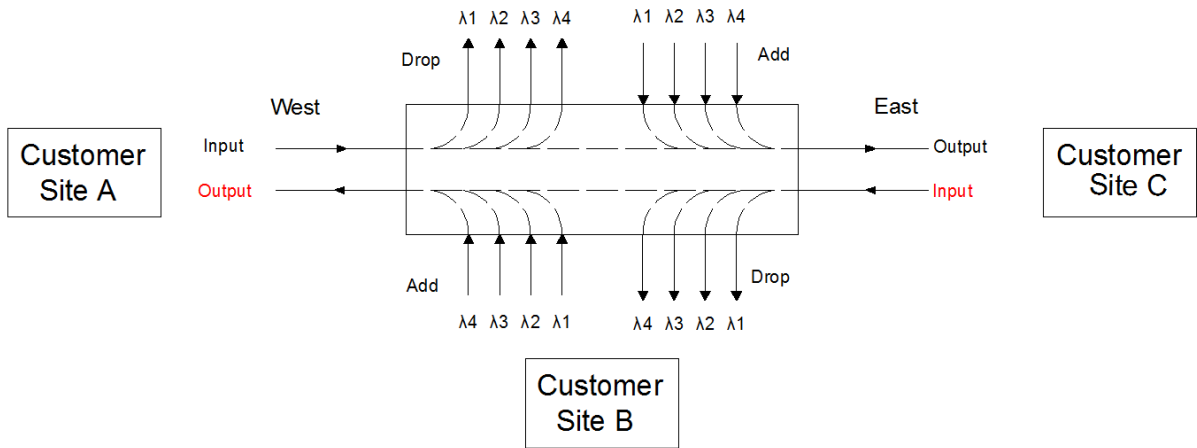 λ1 λ2 λ3 λ4
λ1 λ2 λ3 λ4
Drop
Add
West
East
Customer
Site A
Input
Output
Output
Input
Customer
Site C
Add
Drop
λ4 λ3 λ2 λ1
λ4 λ3 λ2 λ1
Customer
Site B